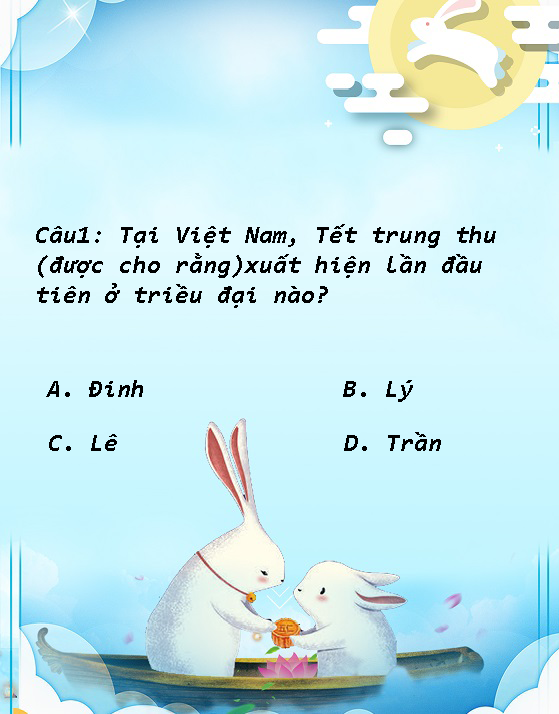 Câu1: Tại Việt Nam, Tết trung thu
(được cho rằng)xuất hiện lần đầu
tiên ở triều đại nào?
A. Đinh B. Lý
C. Lê D. Trần